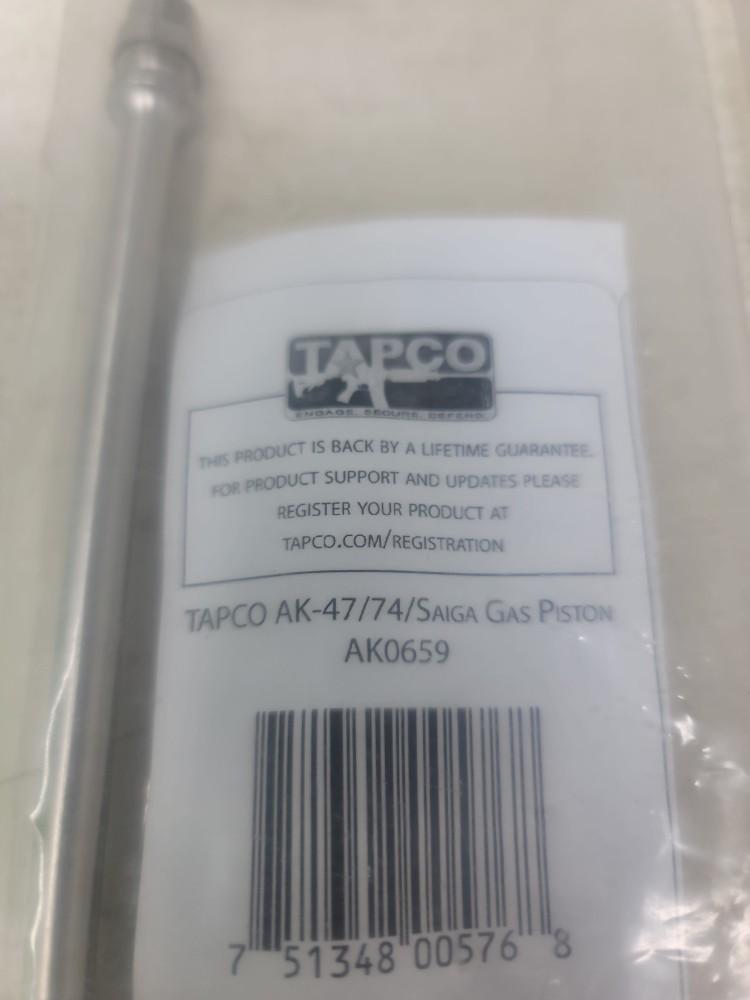 TAPCO
ENGAGE. SECURE. DEFEND.
THIS PRODUCT IS BACK BY A LIFETIME GUARANTEE.
FOR PRODUCT SUPPORT AND UPDATES PLEASE
REGISTER YOUR PRODUCT AT
TAPCO.COM/REGISTRATION
TAPCO AK-47/74/SAIGA GAS PISTON
AK0659
7 51348 00576 8